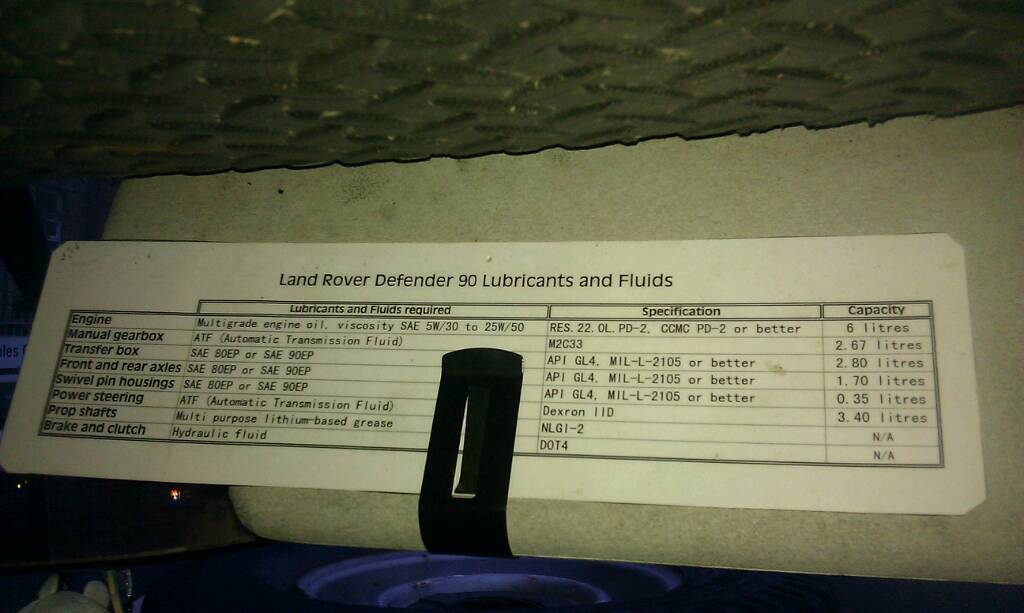 Land Rover Defender 90 Lubricants and Fluids
Lubricants and Fluids required Specification Capacity
Engine Multigrade engine oil, viscosity SAE 5W/30 to 25W/50 RES.22.OL.PD-2, CCMC PD-2 or better 6 litres
Manual gearbox ATF (Automatic Transmission Fluid) M2C33 2.67 litres
Transfer box SAE 80EP or SAE 90EP API GL4, MIL-L-2105 or better 2.80 litres
Front and rear axles SAE 80EP or SAE 90EP API GL4, MIL-L-2105 or better 1.70 litres
Swivel pin housings SAE 80EP or SAE 90EP API GL4, MIL-L-2105 or better 0.35 litres
Power steering ATF (Automatic Transmission Fluid) Dexron IID 3.40 litres
Prop shafts Multi purpose lithium-based grease NLGI-2 N/A
Brake and clutch Hydraulic fluid DOT4 N/A